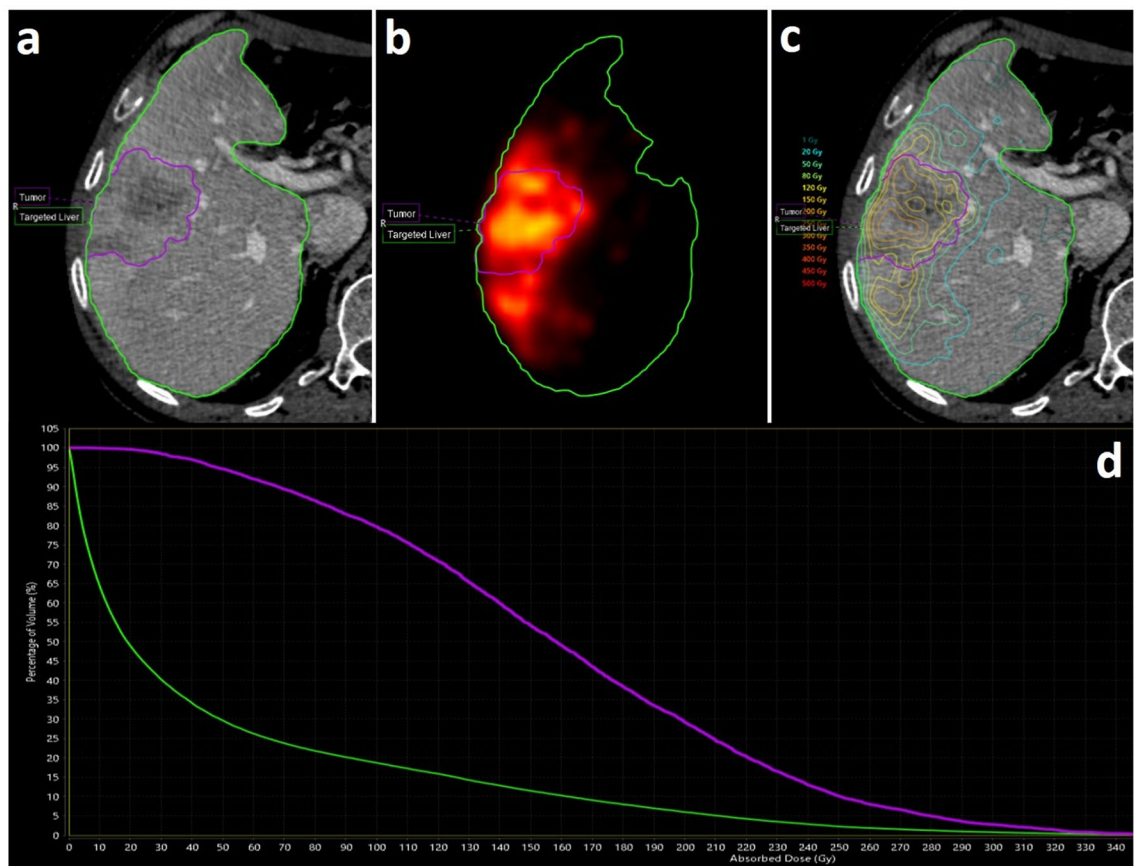 a
Tumor
R
Targeted Liver
b
Tumor
R
Targeted Liver
c
1 Gy
20 Gy
50 Gy
80 Gy
120 Gy
150 Gy
Tumor
200 Gy
R
Targeted Liver
300 Gy
350 Gy
400 Gy
450 Gy
500 Gy
d
Percentage of Volume (%)
105
100
95
90
85
80
75
70
65
60
55
50
45
40
35
30
25
20
15
10
5
0
0 10 20 30 40 50 60 70 80 90 100 110 120 130 140 150 160 170 180 190 200 210 220 230 240 250 260 270 280 290 300 310 320 330 340
Absorbed Dose (Gy)